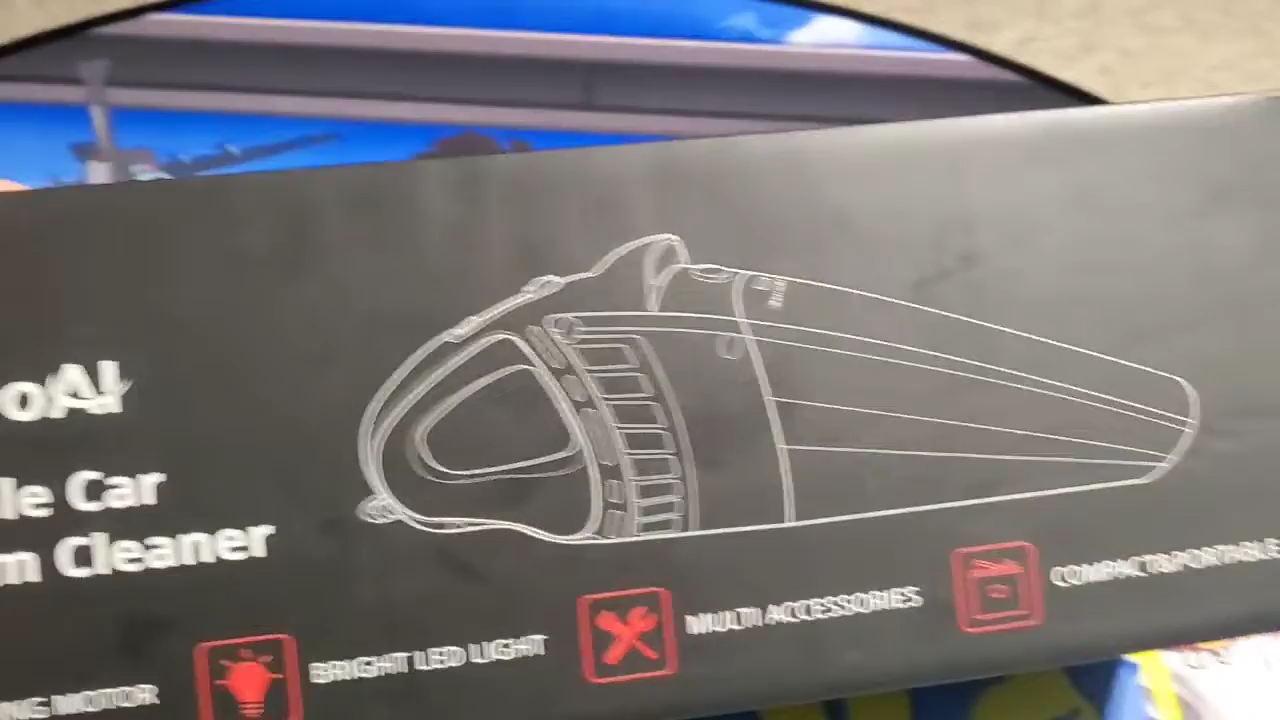 oAI
le Car
m Cleaner
NG MOTOR
BRIGHT LED LIGHT
MULTI ACCESSORIES
COMPACT&PORTABLE